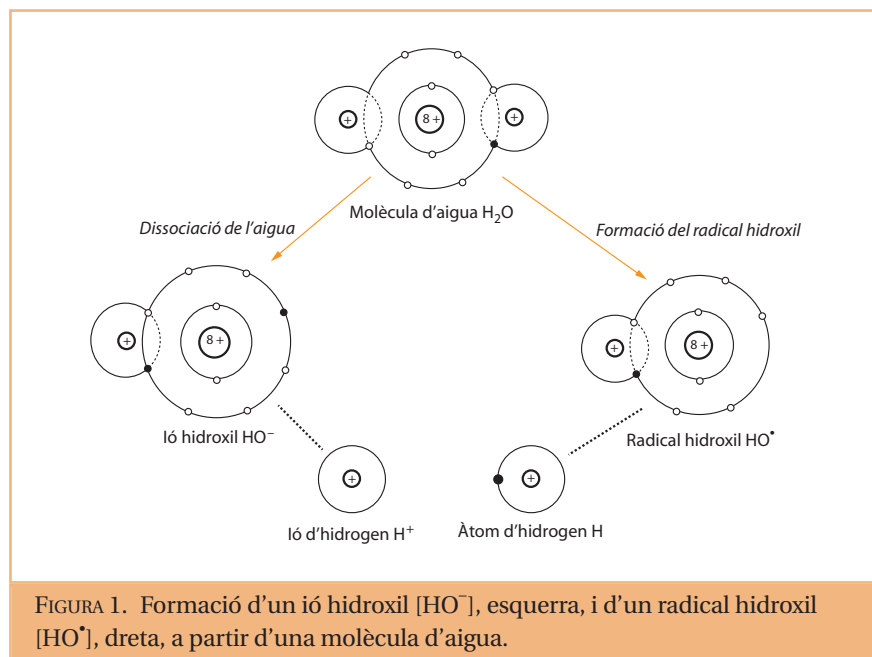 +
8 +
+
Molècula d'aigua H₂O
Dissociació de l'aigua
Formació del radical hidroxil
+
8 +
+
8 +
Ió hidroxil HO⁻
Radical hidroxil HO•
+
+
Ió d'hidrogen H⁺
Àtom d'hidrogen H
FIGURA 1. Formació d'un ió hidroxil [HO⁻], esquerra, i d'un radical hidroxil
[HO•], dreta, a partir d'una molècula d'aigua.